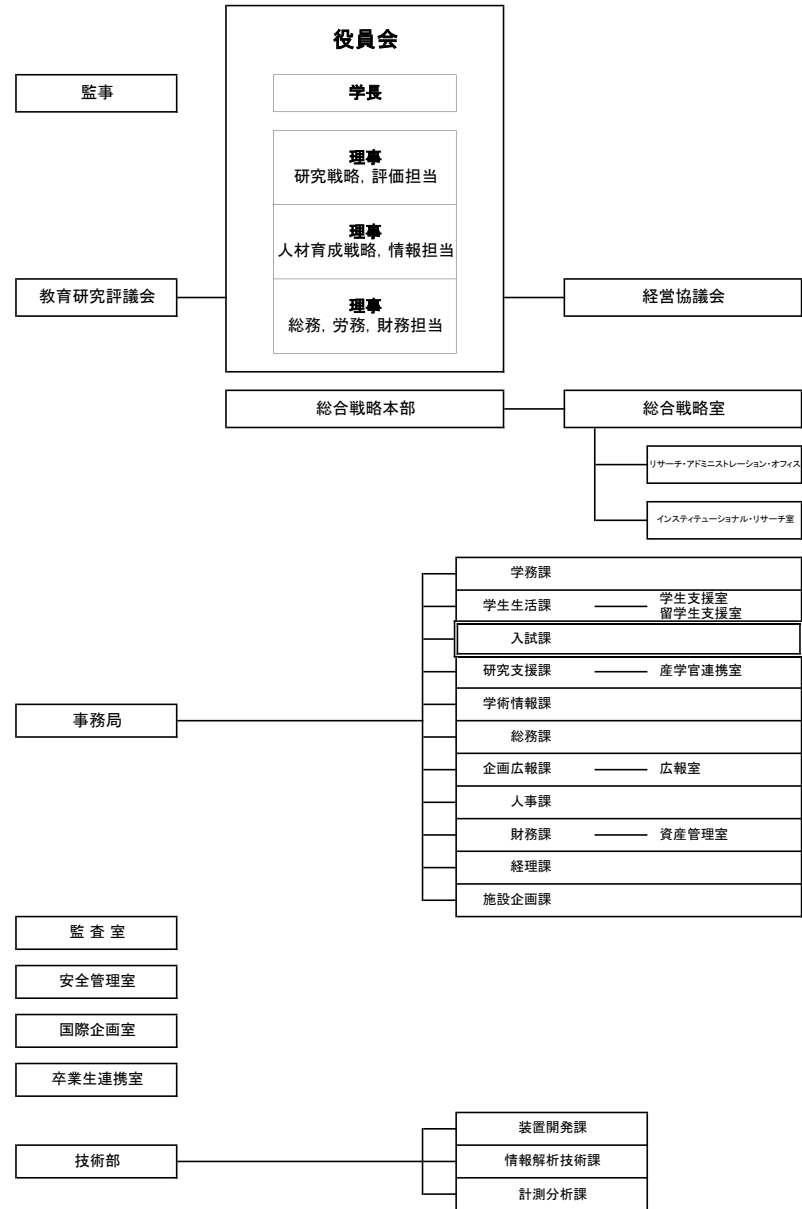 役員会
監事
学長
理事
研究戦略, 評価担当
理事
人材育成戦略, 情報担当
教育研究評議会
理事
総務, 労務, 財務担当
経営協議会
総合戦略本部
総合戦略室
リサーチ・アドミニストレーション・オフィス
インスティテューショナル・リサーチ室
学務課
学生生活課
学生支援室
留学生支援室
入試課
研究支援課
産学官連携室
学術情報課
事務局
総務課
企画広報課
広報室
人事課
財務課
資産管理室
経理課
施設企画課
監 査 室
安全管理室
国際企画室
卒業生連携室
装置開発課
技術部
情報解析技術課
計測分析課